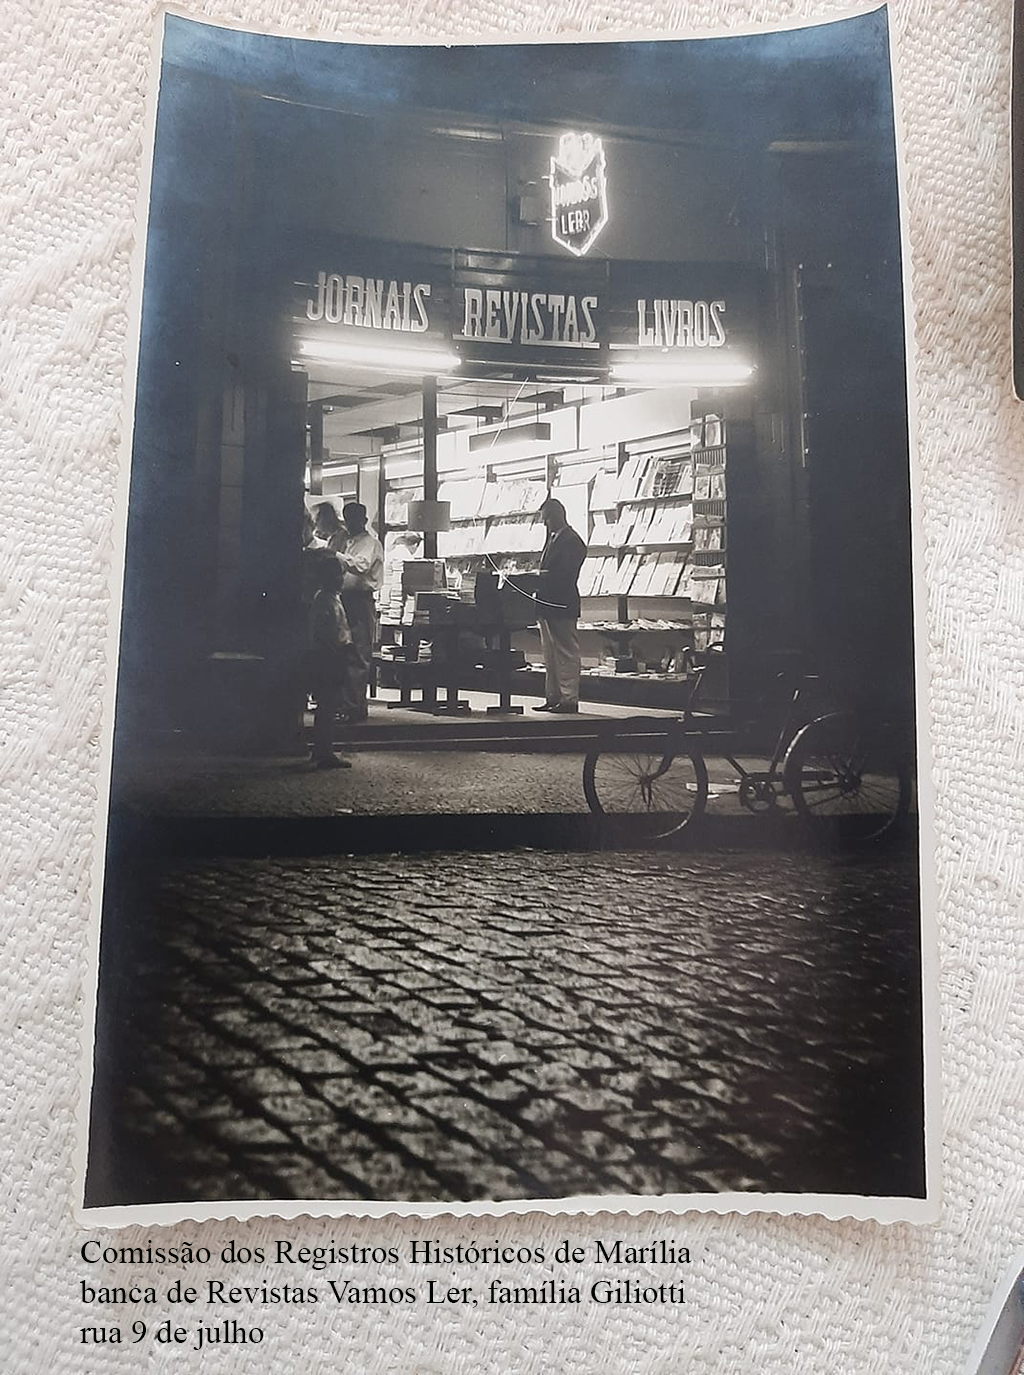 VAMOS
LER
JORNAIS REVISTAS LIVROS
Comissão dos Registros Históricos de Marília
banca de Revistas Vamos Ler, família Giliotti
rua 9 de julho